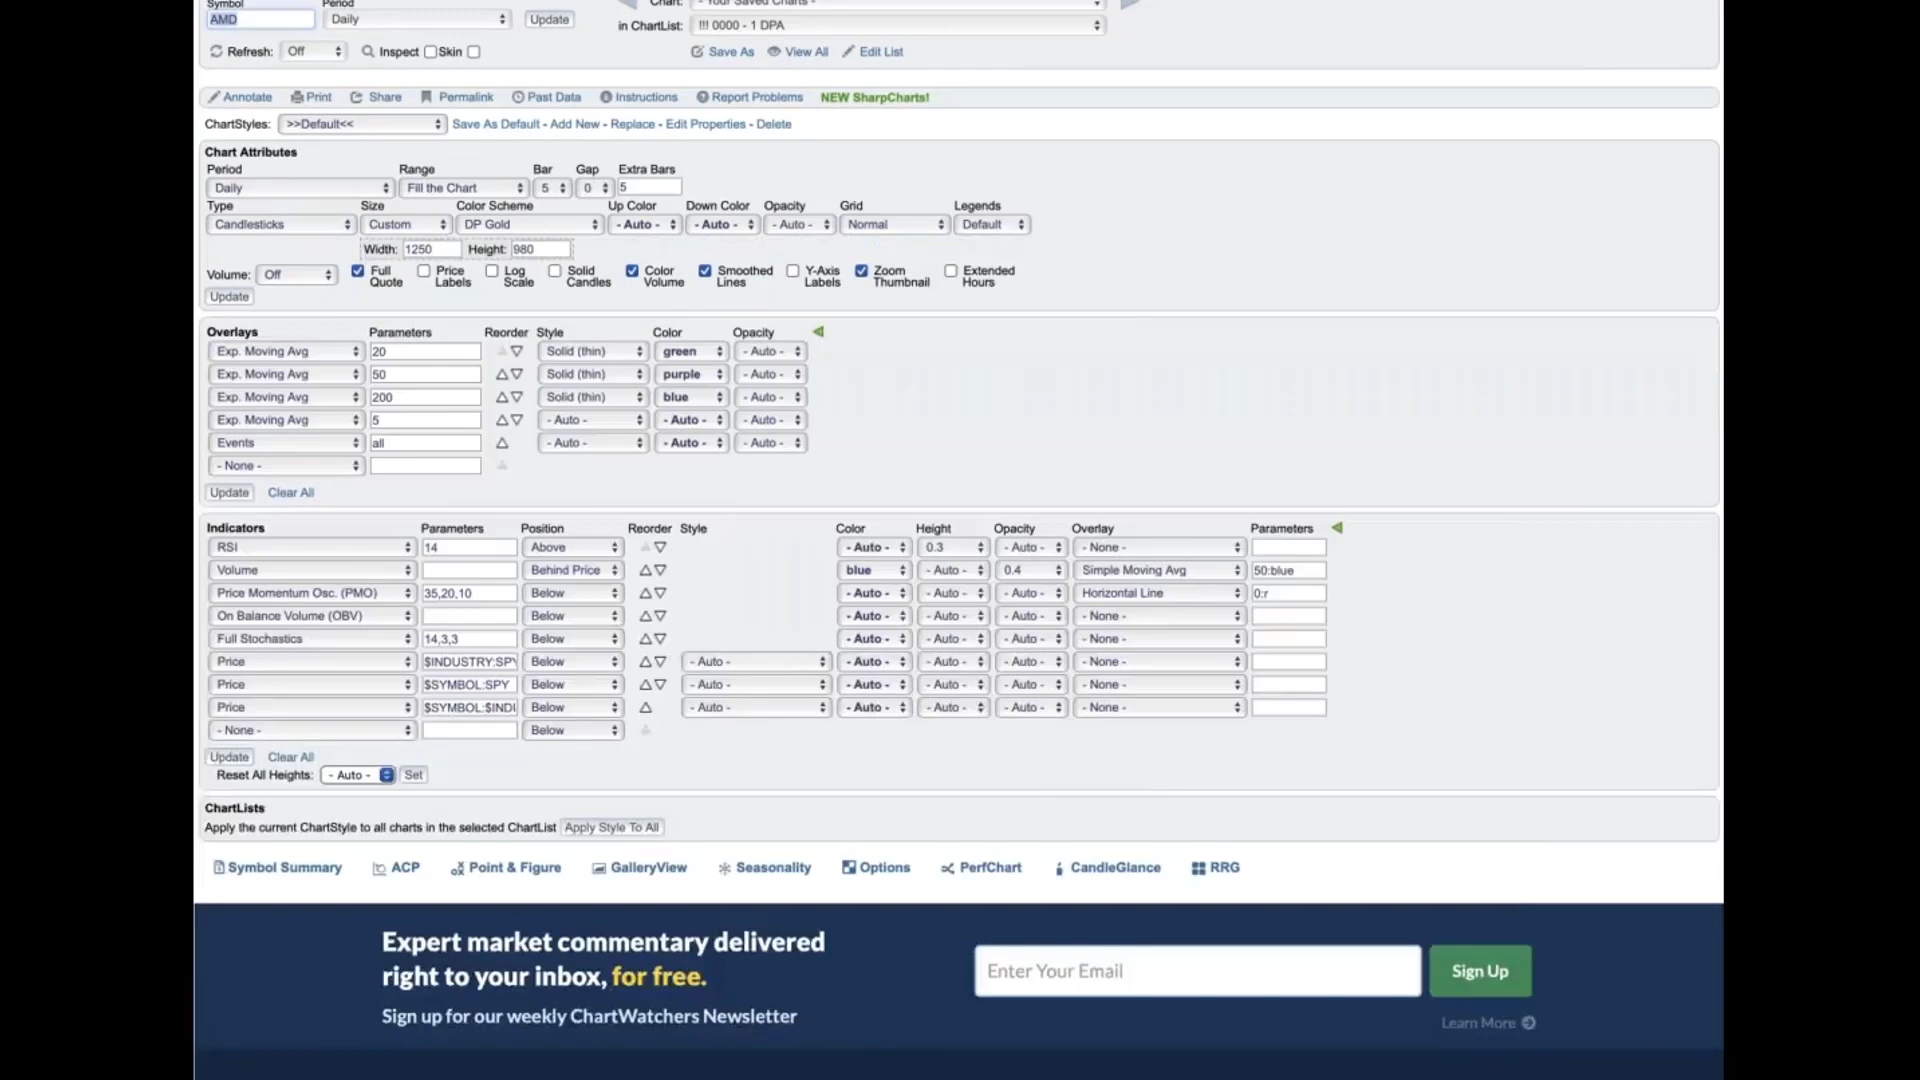 Symbol Period
AMD Daily Update
Chart: - Your Saved Charts -
in ChartList: !!! 0000 - 1 DPA
Refresh: Off Inspect Skin
Save As View All Edit List
Annotate Print Share Permalink Past Data Instructions Report Problems NEW SharpCharts!
ChartStyles: >>Default<< Save As Default - Add New - Replace - Edit Properties - Delete
Chart Attributes
Period Range Bar Gap Extra Bars
Daily Fill the Chart 5 0 5
Type Size Color Scheme Up Color Down Color Opacity Grid Legends
Candlesticks Custom DP Gold - Auto - - Auto - - Auto - Normal Default
Width: 1250 Height: 980
Volume: Off Full Quote Price Labels Log Scale Solid Candles Color Volume Smoothed Lines Y-Axis Labels Zoom Thumbnail Extended Hours
Update
Overlays Parameters Reorder Style Color Opacity
Exp. Moving Avg 20 Solid (thin) green - Auto -
Exp. Moving Avg 50 Solid (thin) purple - Auto -
Exp. Moving Avg 200 Solid (thin) blue - Auto -
Exp. Moving Avg 5 - Auto - - Auto - - Auto -
Events all - Auto - - Auto - - Auto -
- None -
Update Clear All
Indicators Parameters Position Reorder Style Color Height Opacity Overlay Parameters
RSI 14 Above - Auto - 0.3 - Auto - - None -
Volume Behind Price blue - Auto - 0.4 Simple Moving Avg 50:blue
Price Momentum Osc. (PMO) 35,20,10 Below - Auto - - Auto - - Auto - Horizontal Line 0:r
On Balance Volume (OBV) Below - Auto - - Auto - - Auto - - None -
Full Stochastics 14,3,3 Below - Auto - - Auto - - Auto - - None -
Price $INDUSTRY:SPY Below - Auto - - Auto - - Auto - - Auto - - None -
Price $SYMBOL:SPY Below - Auto - - Auto - - Auto - - Auto - - None -
Price $SYMBOL:$INDI Below - Auto - - Auto - - Auto - - Auto - - None -
- None - Below
Update Clear All
Reset All Heights: - Auto - Set
ChartLists
Apply the current ChartStyle to all charts in the selected ChartList Apply Style To All
Symbol Summary ACP Point & Figure GalleryView Seasonality Options PerfChart CandleGlance RRG
Expert market commentary delivered
right to your inbox, for free.
Sign up for our weekly ChartWatchers Newsletter
Enter Your Email Sign Up
Learn More